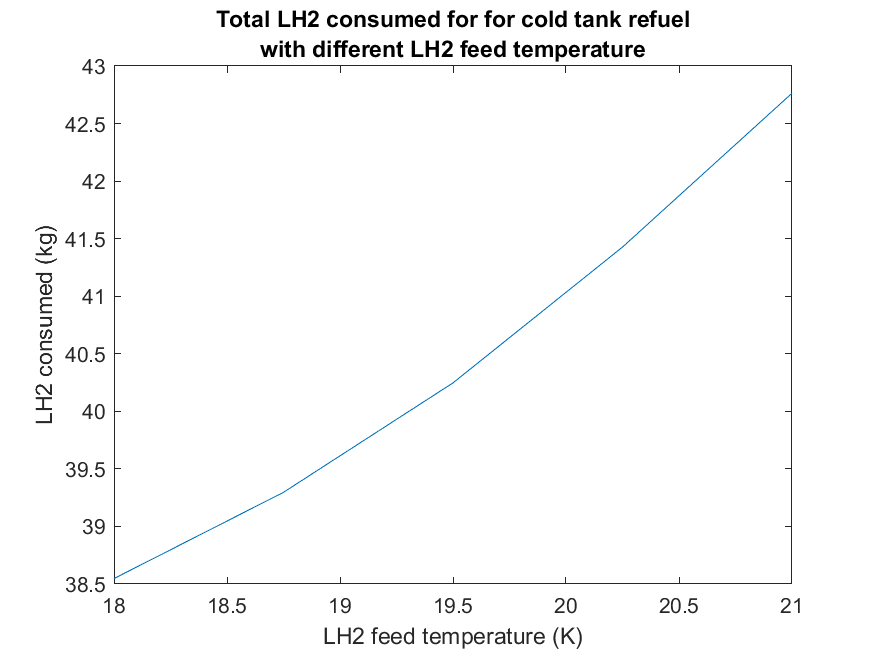 Total LH2 consumed for for cold tank refuel
with different LH2 feed temperature
43
42.5
42
41.5
41
40.5
40
39.5
39
38.5
LH2 consumed (kg)
18 18.5 19 19.5 20 20.5 21
LH2 feed temperature (K)